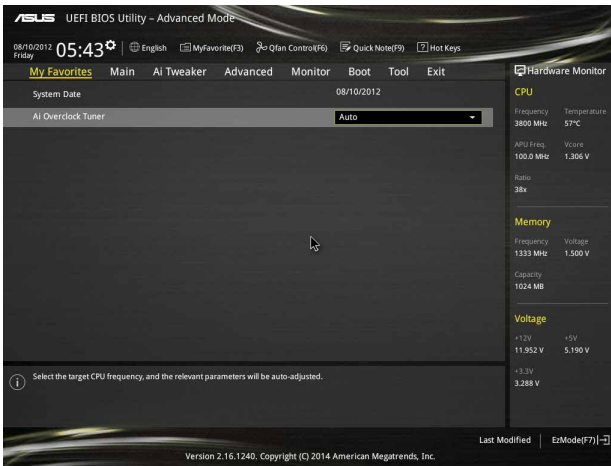 ASUS UEFI BIOS Utility – Advanced Mode
08/10/2012 Friday 05:43 English MyFavorite(F3) Qfan Control(F6) Quick Note(F9) ? Hot Keys
My Favorites Main Ai Tweaker Advanced Monitor Boot Tool Exit
System Date 08/10/2012
Ai Overclock Tuner Auto
Hardware Monitor
CPU
Frequency Temperature
3800 MHz 57°C
APU Freq. Vcore
100.0 MHz 1.306 V
Ratio
38x
Memory
Frequency Voltage
1333 MHz 1.500 V
Capacity
1024 MB
Voltage
+12V +5V
11.952 V 5.190 V
+3.3V
3.288 V
Select the target CPU frequency, and the relevant parameters will be auto-adjusted.
Last Modified EzMode(F7)
Version 2.16.1240. Copyright (C) 2014 American Megatrends, Inc.